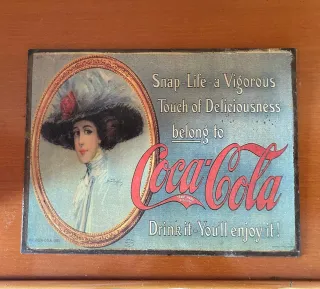 Snap Life & a Vigorous
Touch of Deliciousness
belong to
Coca-Cola
Drink it. You'll enjoy it!